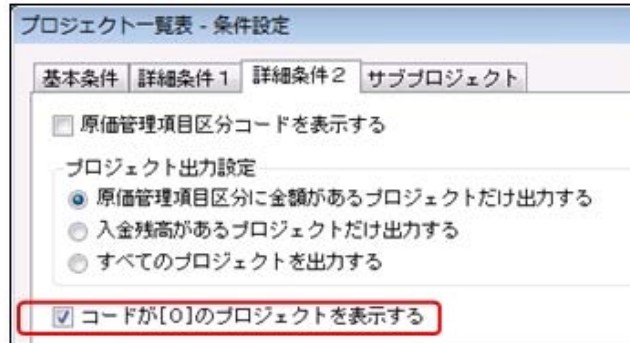 プロジェクト一覧表 - 条件設定
基本条件 詳細条件1 詳細条件2 サブプロジェクト
原価管理項目区分コードを表示する
プロジェクト出力設定
原価管理項目区分に金額があるプロジェクトだけ出力する
入金残高があるプロジェクトだけ出力する
すべてのプロジェクトを出力する
コードが[0]のプロジェクトを表示する